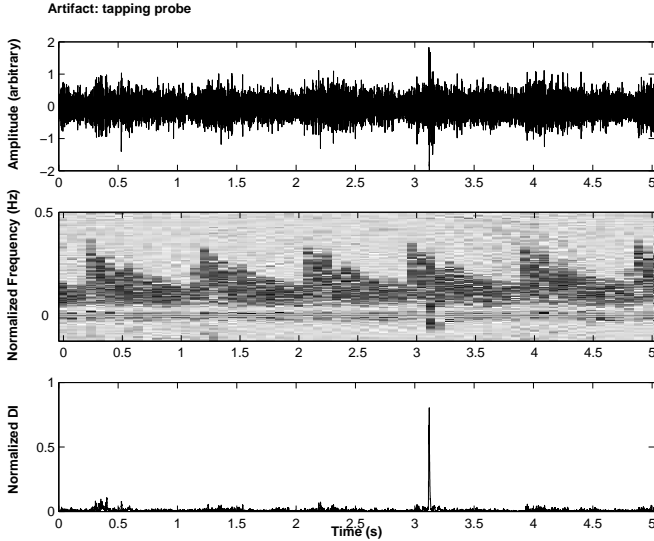 Artifact: tapping probe
Amplitude (arbitrary)
2
1
0
−1
−2
0 0.5 1 1.5 2 2.5 3 3.5 4 4.5 5
Normalized Frequency (Hz)
0.5
0
0 0.5 1 1.5 2 2.5 3 3.5 4 4.5 5
Normalized DI
1
0.5
0
0 0.5 1 1.5 2 2.5 3 3.5 4 4.5 5
Time (s)